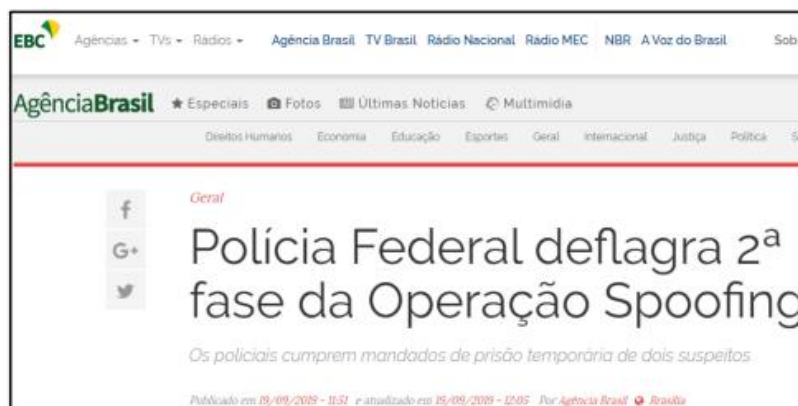 EBC Agências TVs Rádios Agência Brasil TV Brasil Rádio Nacional Rádio MEC NBR A Voz do Brasil Sob
AgênciaBrasil Especiais Fotos Últimas Notícias Multimídia
Direitos Humanos Economia Educação Esportes Geral Internacional Justiça Política S
Geral
Polícia Federal deflagra 2ª
fase da Operação Spoofing
Os policiais cumprem mandados de prisão temporária de dois suspeitos
Publicado em 19/09/2019 - 11:51 e atualizado em 19/09/2019 - 12:05 Por Agência Brasil Brasília